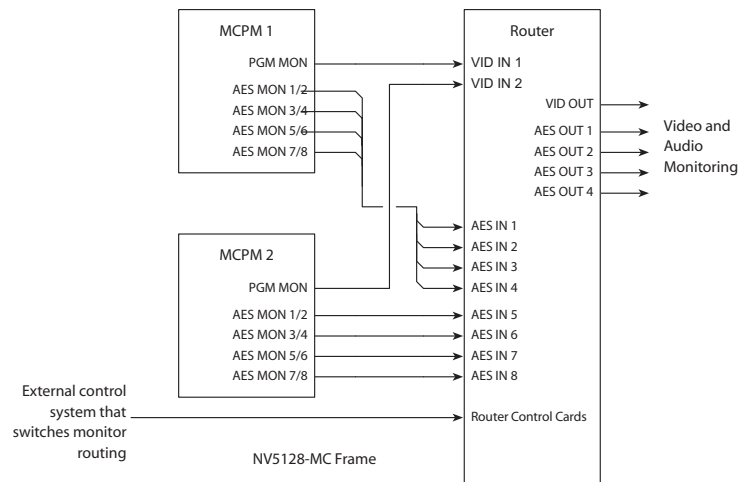 MCPM 1
PGM MON
AES MON 1/2
AES MON 3/4
AES MON 5/6
AES MON 7/8
MCPM 2
PGM MON
AES MON 1/2
AES MON 3/4
AES MON 5/6
AES MON 7/8
External control
system that
switches monitor
routing
NV5128-MC Frame
Router
VID IN 1
VID IN 2
VID OUT
AES OUT 1
AES OUT 2
AES OUT 3
AES OUT 4
AES IN 1
AES IN 2
AES IN 3
AES IN 4
AES IN 5
AES IN 6
AES IN 7
AES IN 8
Router Control Cards
Video and
Audio
Monitoring